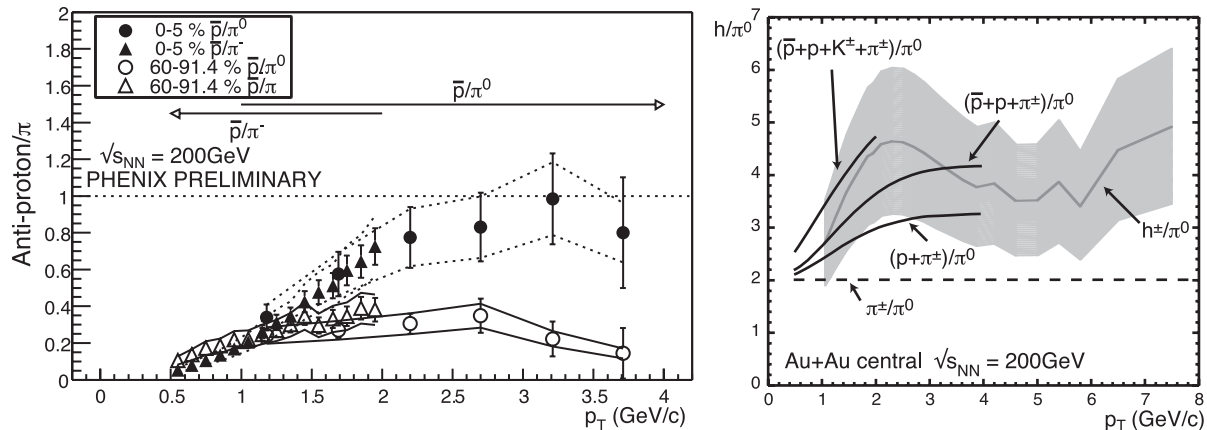 Anti-proton/π
2
1.8
1.6
1.4
1.2
1
0.8
0.6
0.4
0.2
0
0-5 % p̅/π⁰
0-5 % p̅/π⁻
60-91.4 % p̅/π⁰
60-91.4 % p̅/π
p̅/π⁰
p̅/π⁻
√sNN = 200GeV
PHENIX PRELIMINARY
0 0.5 1 1.5 2 2.5 3 3.5 4
pT (GeV/c)
h/π⁰
7
6
5
4
3
2
1
0
(p̅+p+K±+π±)/π⁰
(p̅+p+π±)/π⁰
h±/π⁰
(p+π±)/π⁰
π±/π⁰
Au+Au central √sNN = 200GeV
0 1 2 3 4 5 6 7 8
pT (GeV/c)